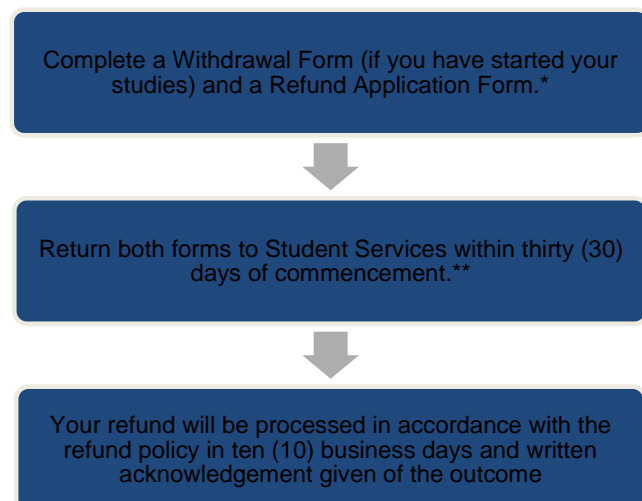 Complete a Withdrawal Form (if you have started your
studies) and a Refund Application Form.*
Return both forms to Student Services within thirty (30)
days of commencement.**
Your refund will be processed in accordance with the
refund policy in ten (10) business days and written
acknowledgement given of the outcome